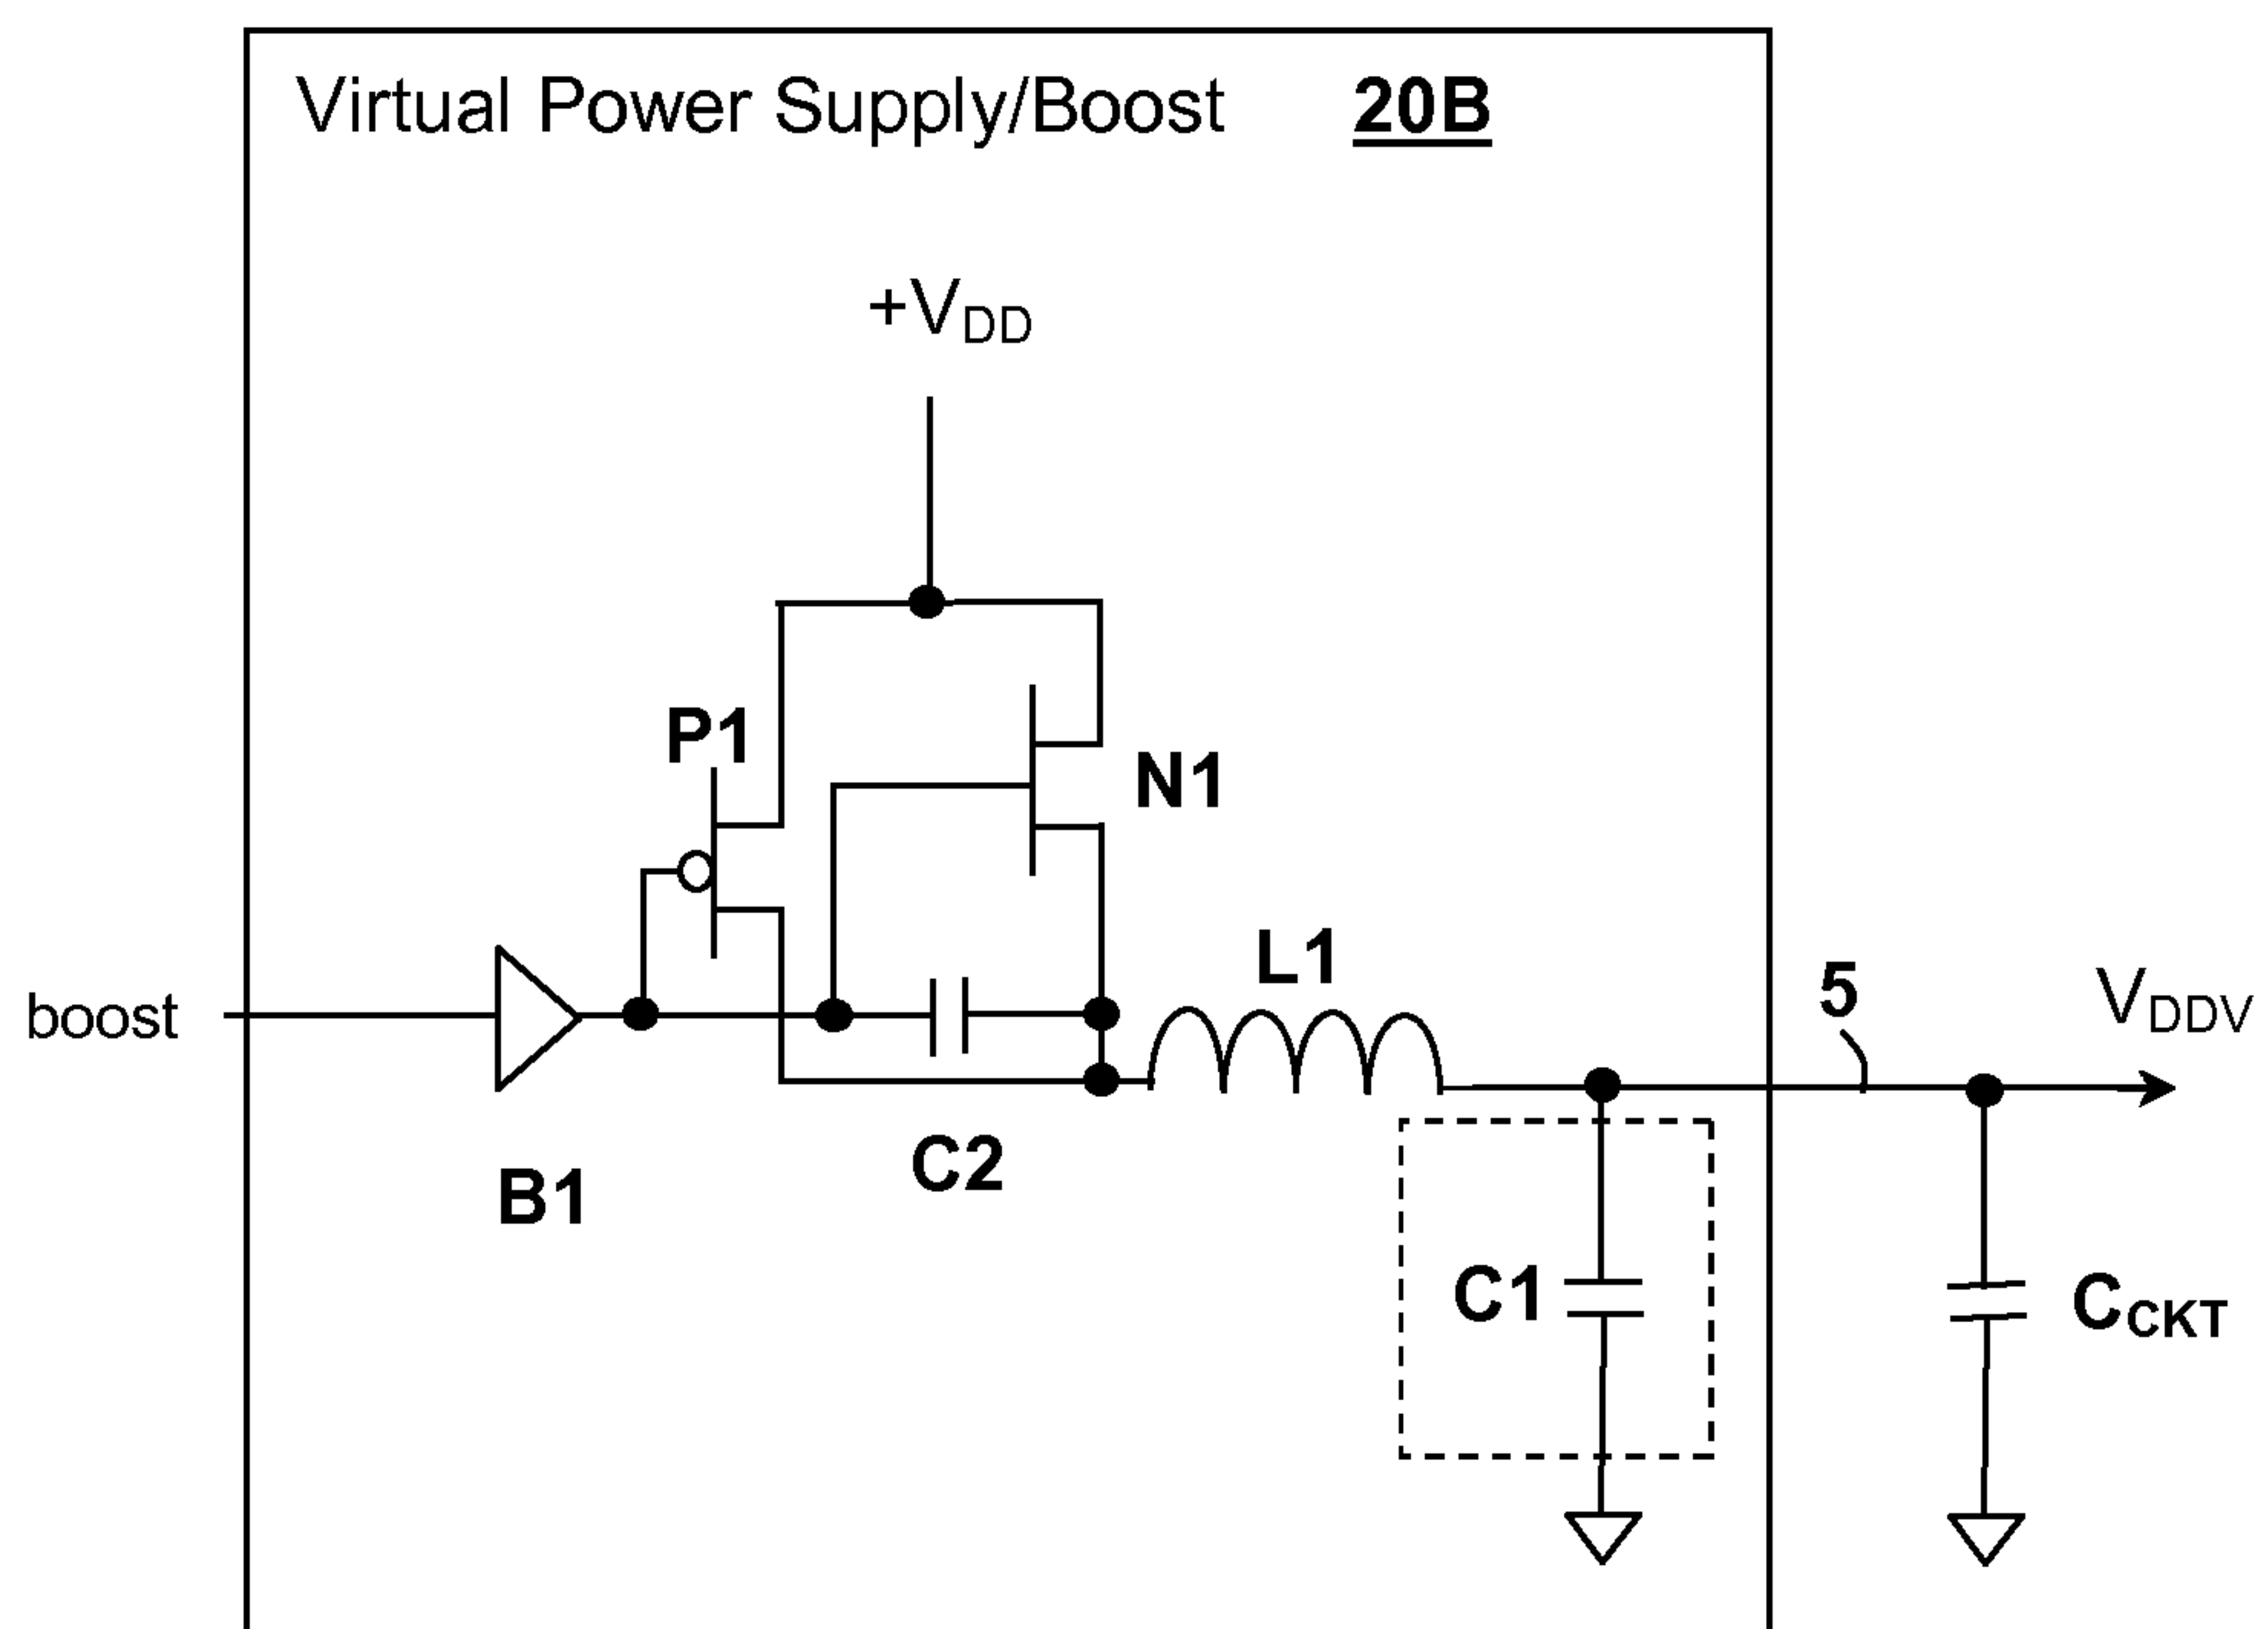 Virtual Power Supply/Boost 20B
+VDD
P1
N1
L1
5
VDDV
boost
C2
B1
C1
CCKT